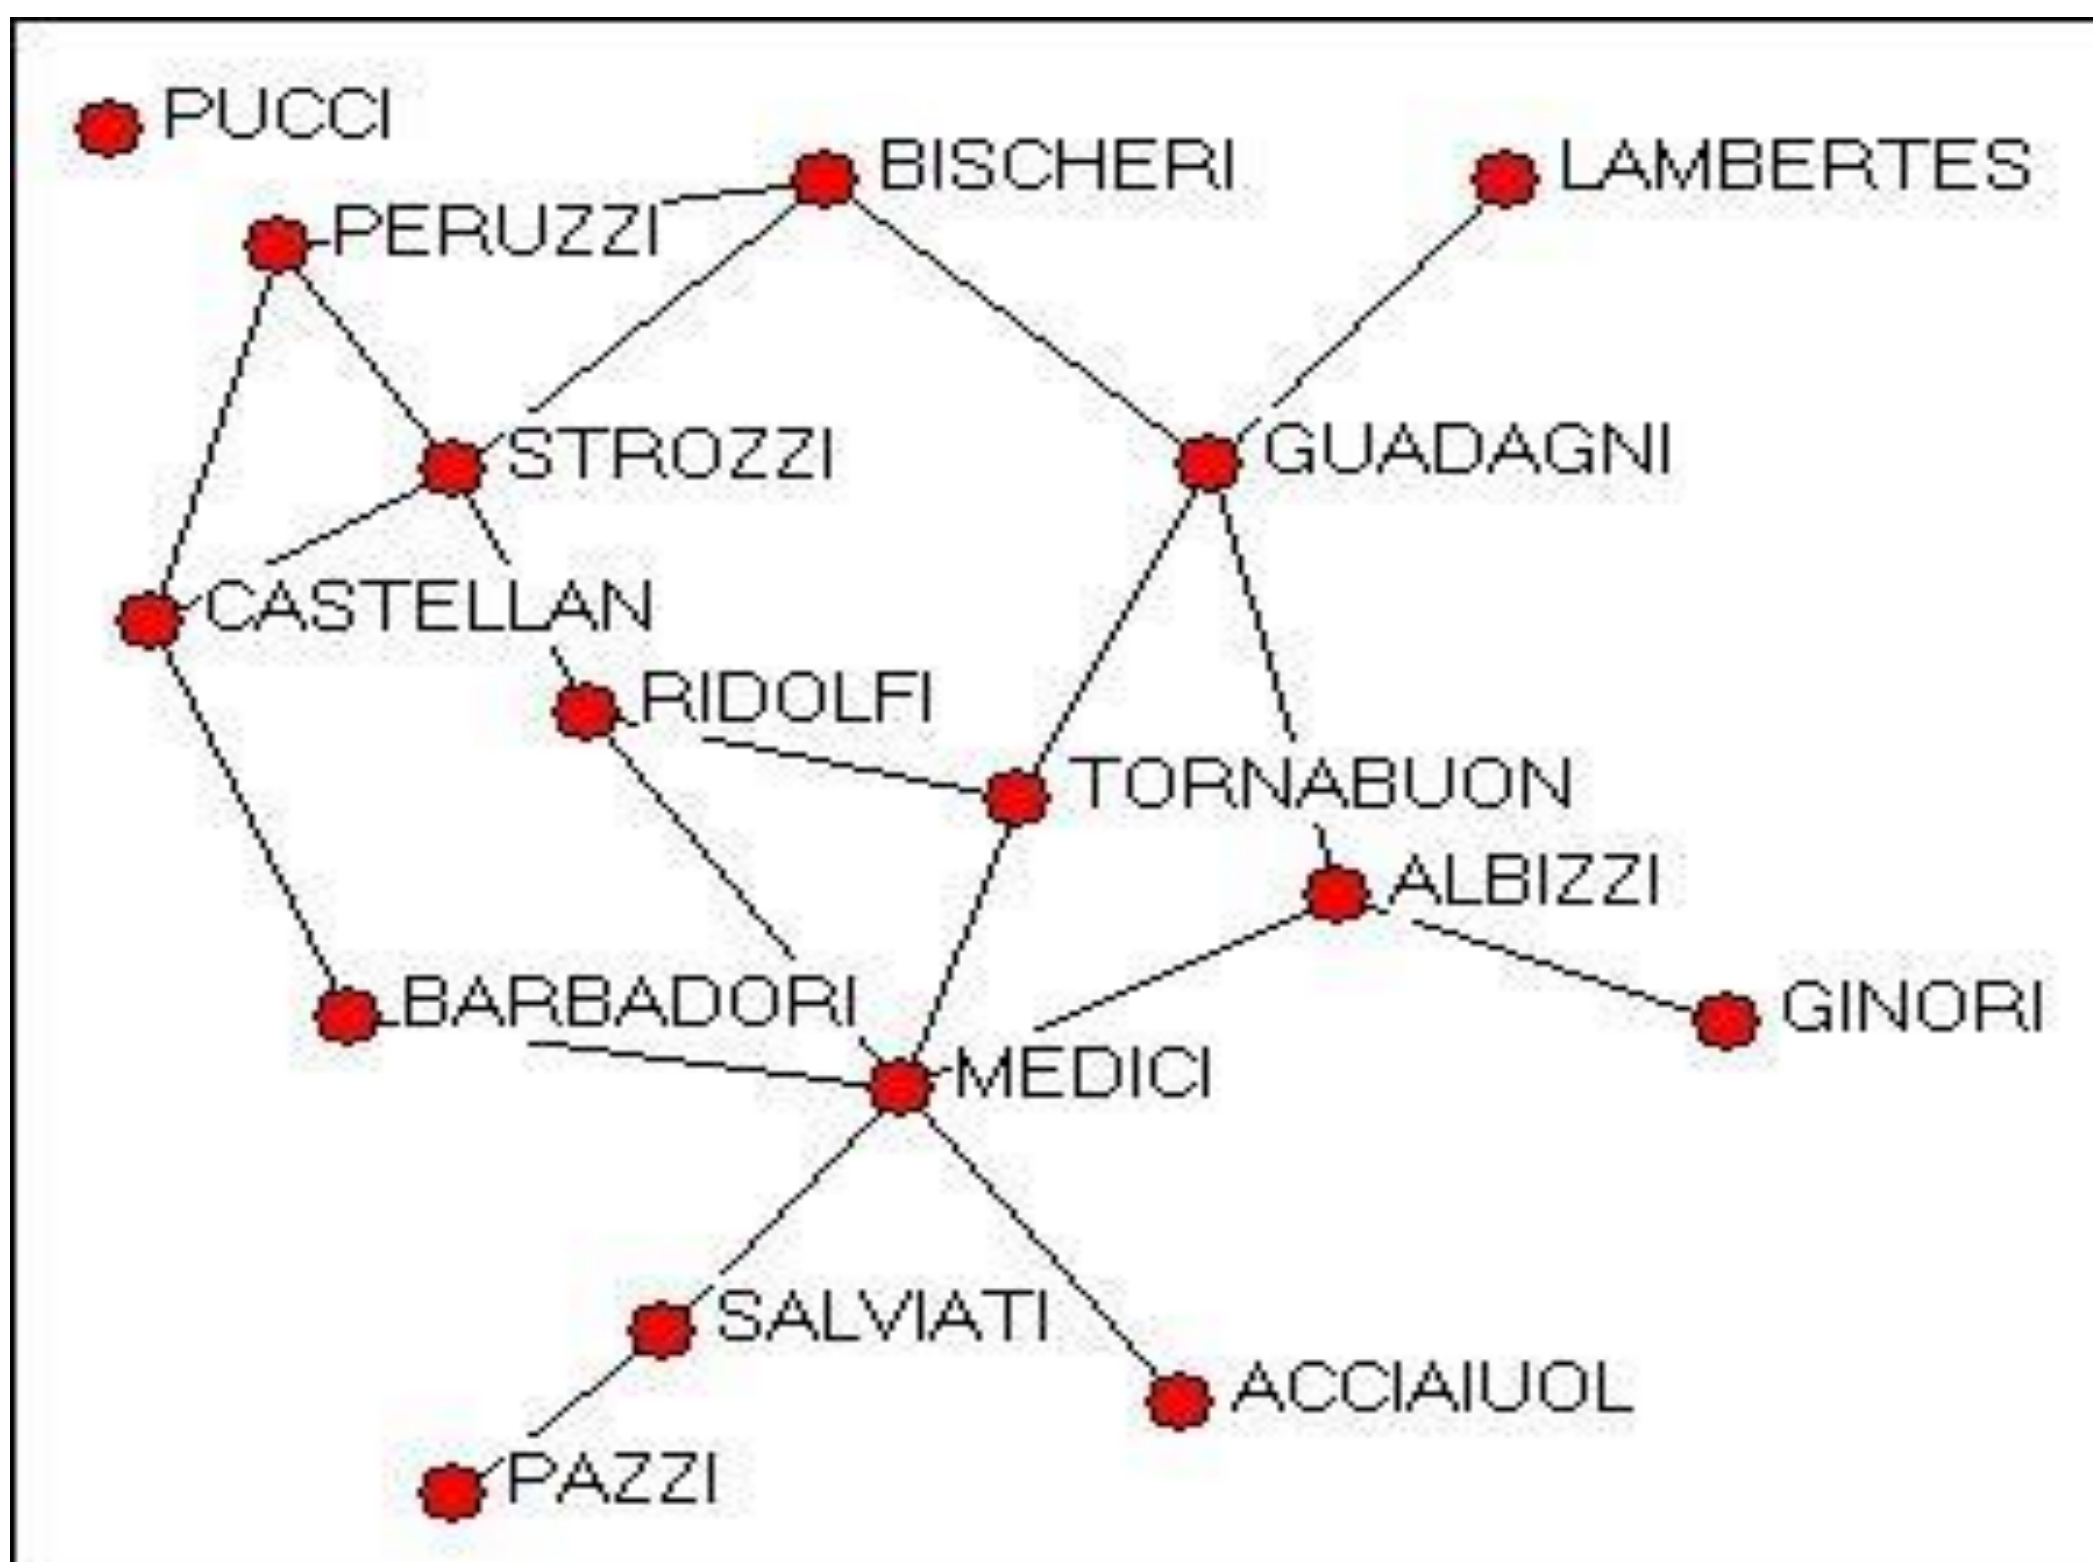 PUCCI
BISCHERI
LAMBERTES
PERUZZI
STROZZI
GUADAGNI
CASTELLAN
RIDOLFI
TORNABUON
ALBIZZI
BARBADORI
GINORI
MEDICI
SALVIATI
ACCIAIUOL
PAZZI